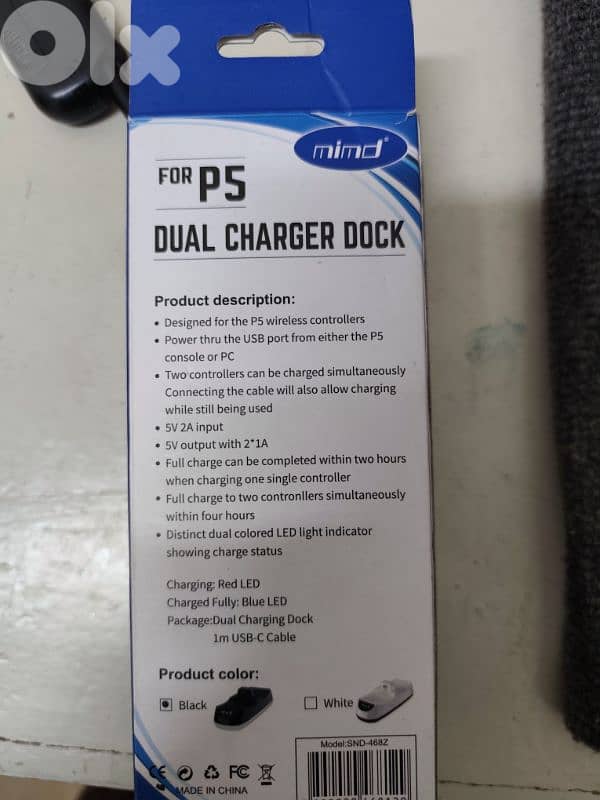 olx
mimd
FOR P5
DUAL CHARGER DOCK
Product description:
• Designed for the P5 wireless controllers
• Power thru the USB port from either the P5
console or PC
• Two controllers can be charged simultaneously
Connecting the cable will also allow charging
while still being used
• 5V 2A input
• 5V output with 2*1A
• Full charge can be completed within two hours
when charging one single controller
• Full charge to two contronllers simultaneously
within four hours
• Distinct dual colored LED light indicator
showing charge status
Charging: Red LED
Charged Fully: Blue LED
Package:Dual Charging Dock
1m USB-C Cable
Product color:
Black White
Model:SND-468Z
CE FC
MADE IN CHINA